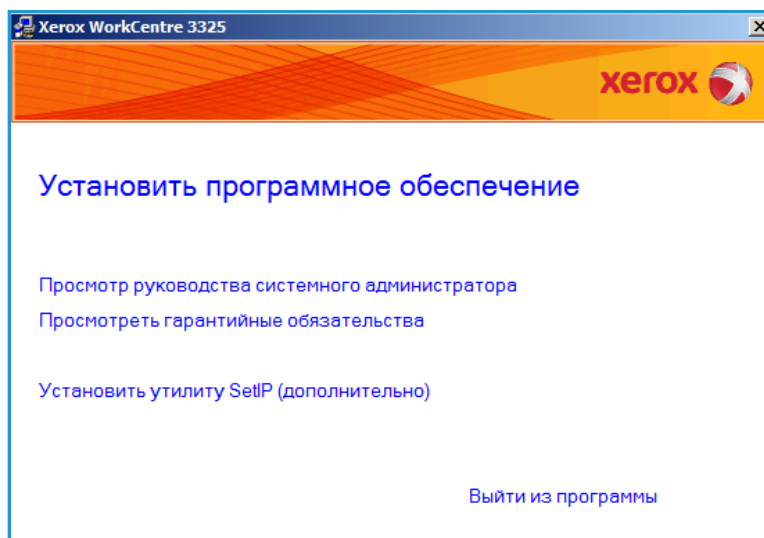 Xerox WorkCentre 3325
xerox
Установить программное обеспечение
Просмотр руководства системного администратора
Просмотреть гарантийные обязательства
Установить утилиту SetIP (дополнительно)
Выйти из программы